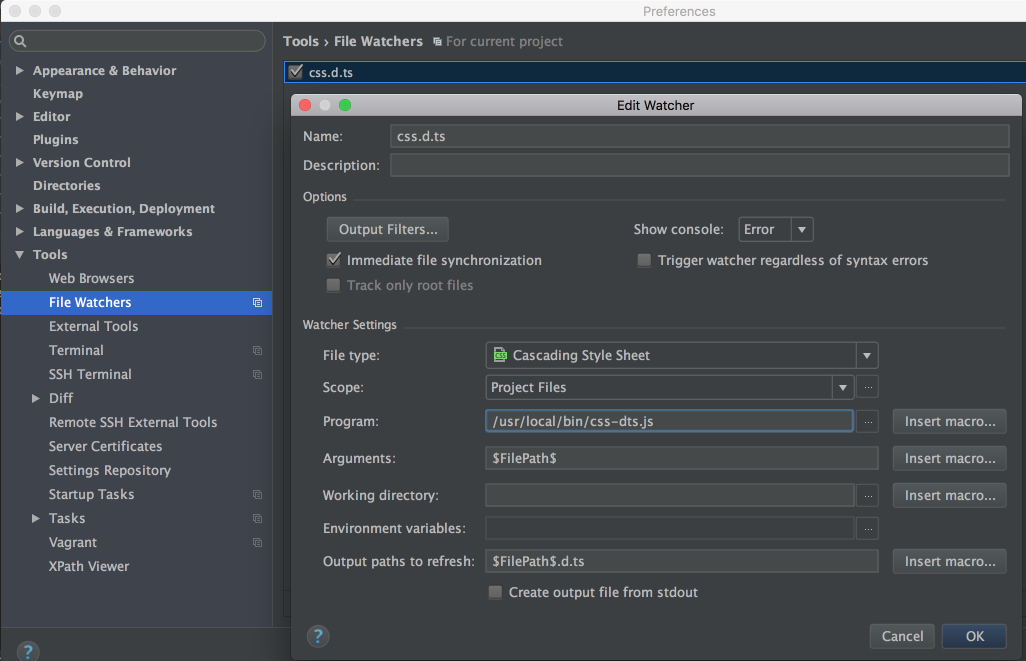 Preferences
Tools › File Watchers For current project
Appearance & Behavior
Keymap
Editor
Plugins
Version Control
Directories
Build, Execution, Deployment
Languages & Frameworks
Tools
Web Browsers
File Watchers
External Tools
Terminal
SSH Terminal
Diff
Remote SSH External Tools
Server Certificates
Settings Repository
Startup Tasks
Tasks
Vagrant
XPath Viewer
?
css.d.ts
Edit Watcher
Name: css.d.ts
Description:
Options
Output Filters... Show console: Error
Immediate file synchronization Trigger watcher regardless of syntax errors
Track only root files
Watcher Settings
File type: CSS Cascading Style Sheet
Scope: Project Files ...
Program: /usr/local/bin/css-dts.js ... Insert macro...
Arguments: $FilePath$ Insert macro...
Working directory: ... Insert macro...
Environment variables: ...
Output paths to refresh: $FilePath$.d.ts Insert macro...
Create output file from stdout
? Cancel OK